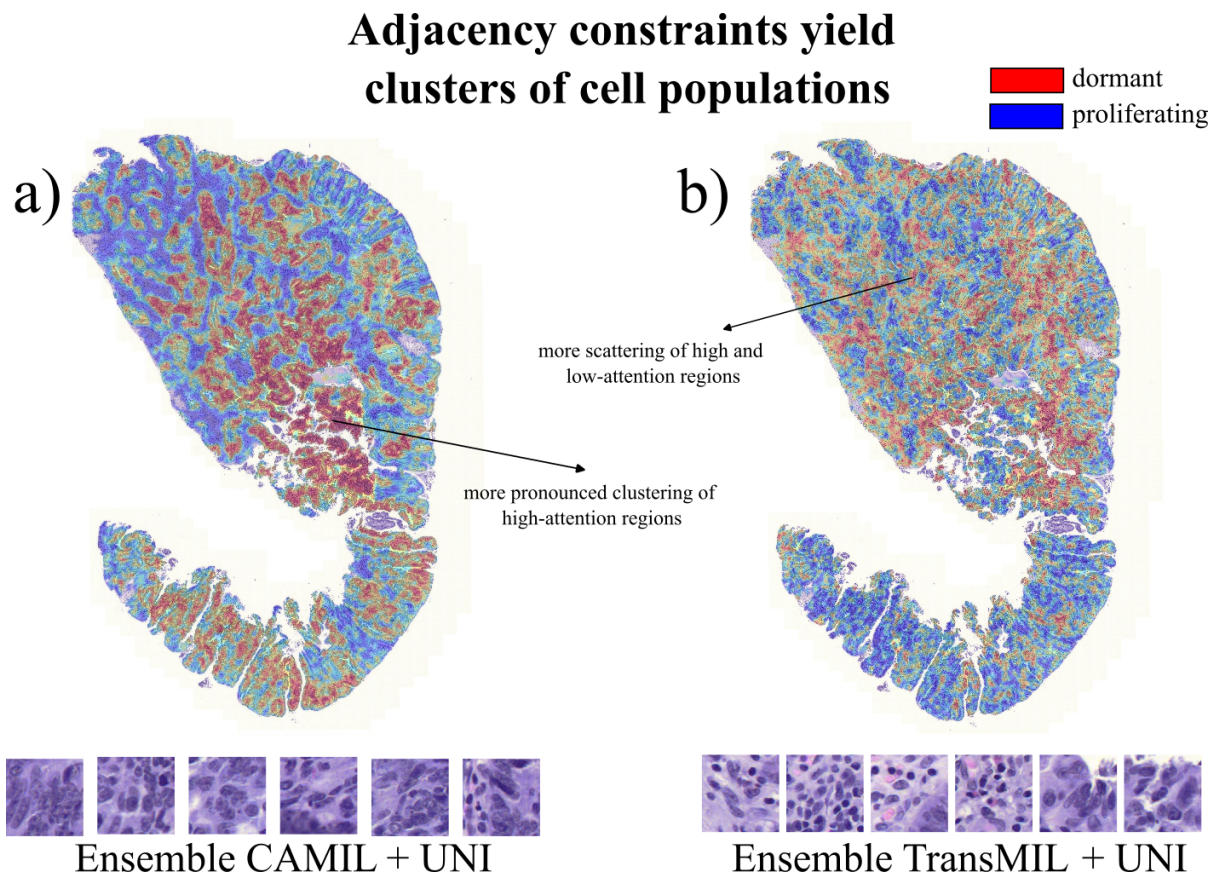 Adjacency constraints yield
clusters of cell populations
dormant
proliferating
a)
b)
more scattering of high and
low-attention regions
more pronounced clustering of
high-attention regions
Ensemble CAMIL + UNI
Ensemble TransMIL + UNI